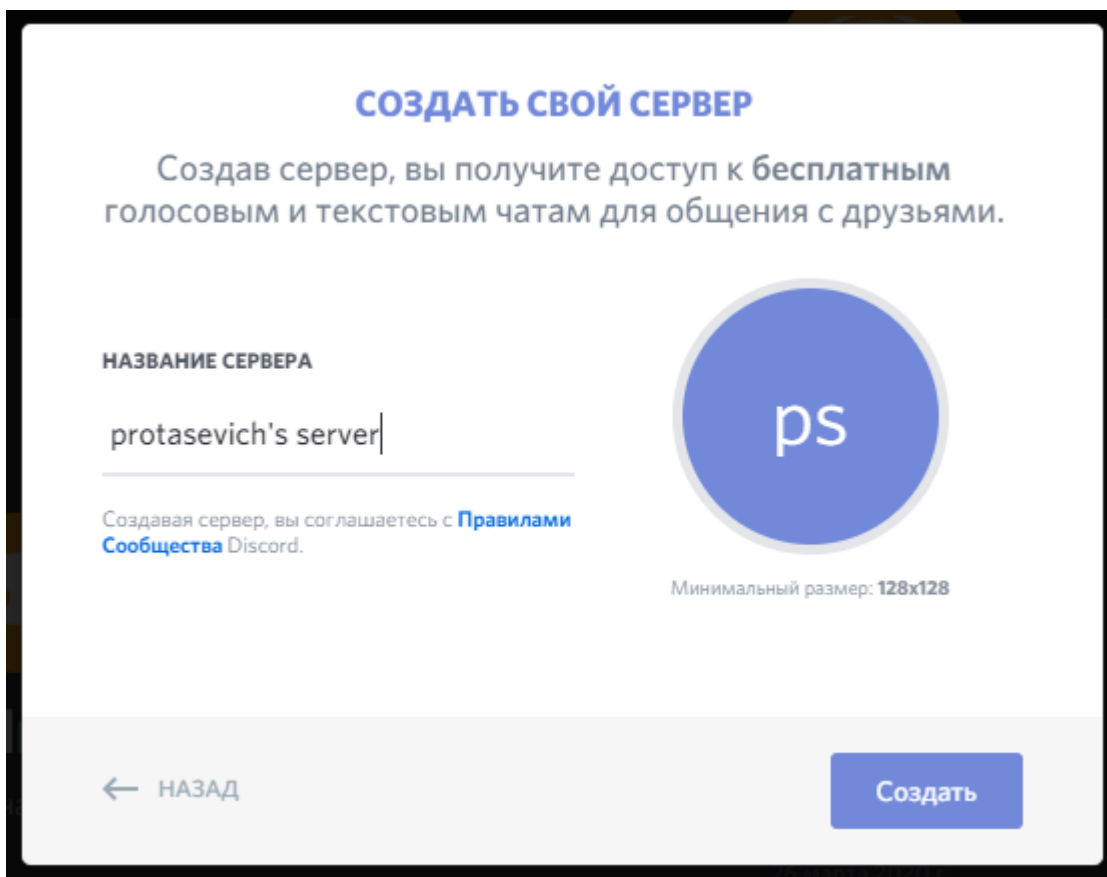 СОЗДАТЬ СВОЙ СЕРВЕР
Создав сервер, вы получите доступ к бесплатным
голосовым и текстовым чатам для общения с друзьями.
НАЗВАНИЕ СЕРВЕРА
protasevich's server
Создавая сервер, вы соглашаетесь с Правилами
Сообщества Discord.
ps
Минимальный размер: 128x128
← НАЗАД
Создать